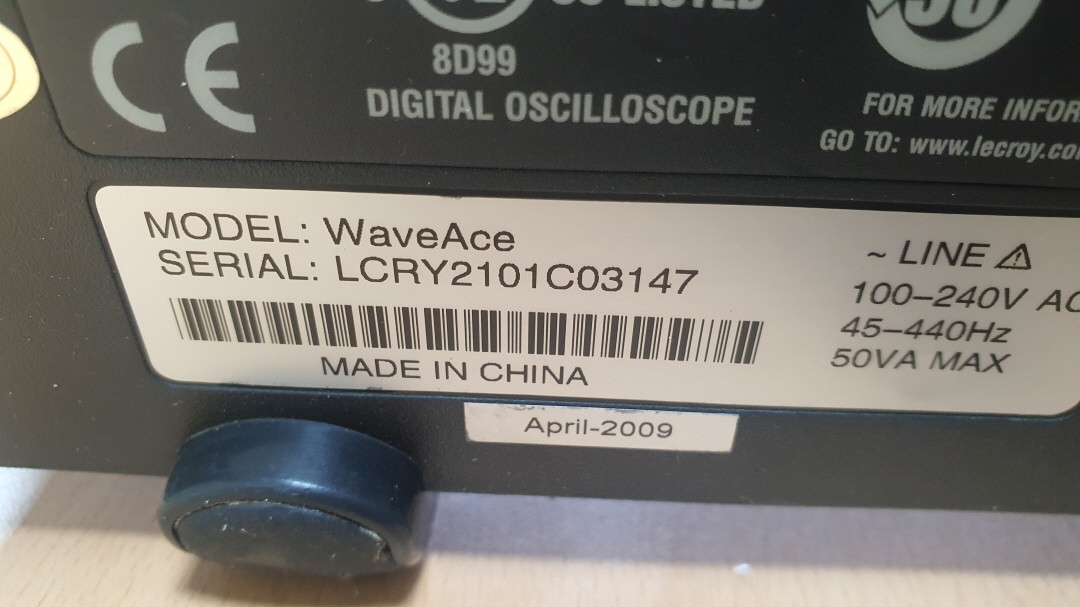 LISTED
8D99
DIGITAL OSCILLOSCOPE
CE
FOR MORE INFOR
GO TO: www.lecroy.co
MODEL: WaveAce
SERIAL: LCRY2101C03147
MADE IN CHINA
~ LINE ⚠
100–240V AC
45–440Hz
50VA MAX
April-2009